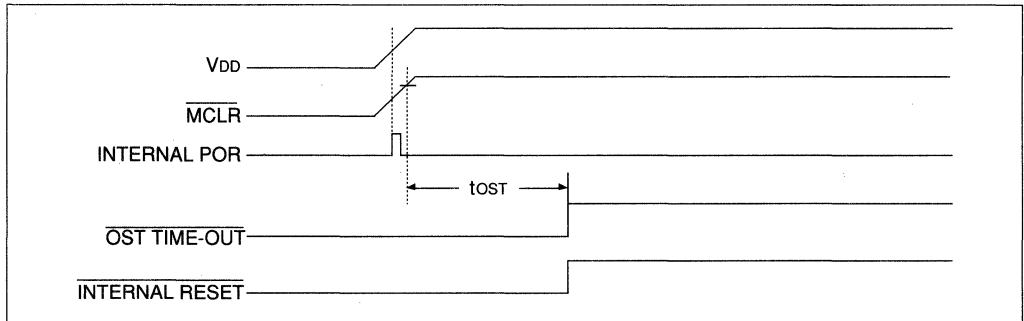 VDD
MCLR
INTERNAL POR
tOST
OST TIME-OUT
INTERNAL RESET